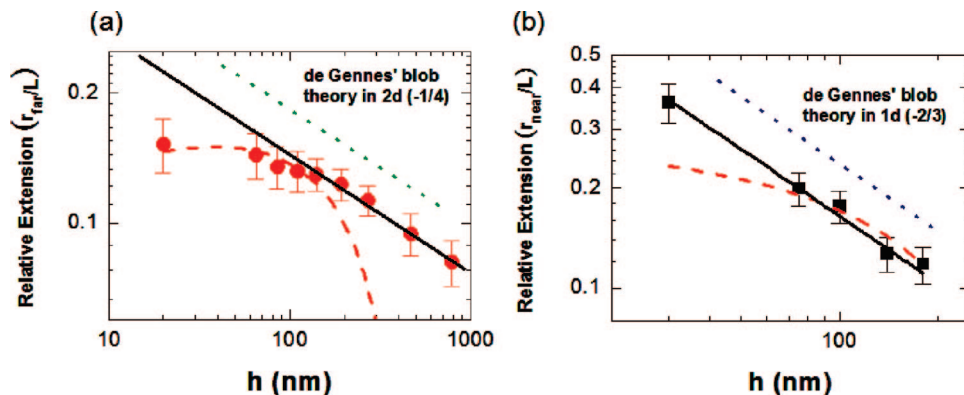 (a)
Relative Extension (r_far/L)
0.2
0.1
de Gennes' blob
theory in 2d (-1/4)
10
100
1000
h (nm)
(b)
Relative Extension (r_near/L)
0.5
0.4
0.3
0.2
0.1
de Gennes' blob
theory in 1d (-2/3)
100
h (nm)